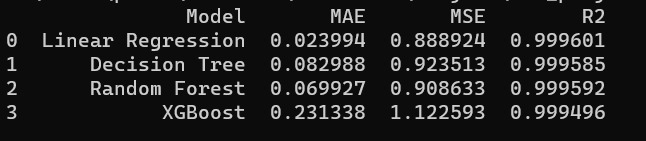 Model MAE MSE R2
0 Linear Regression 0.023994 0.888924 0.999601
1 Decision Tree 0.082988 0.923513 0.999585
2 Random Forest 0.069927 0.908633 0.999592
3 XGBoost 0.231338 1.122593 0.999496